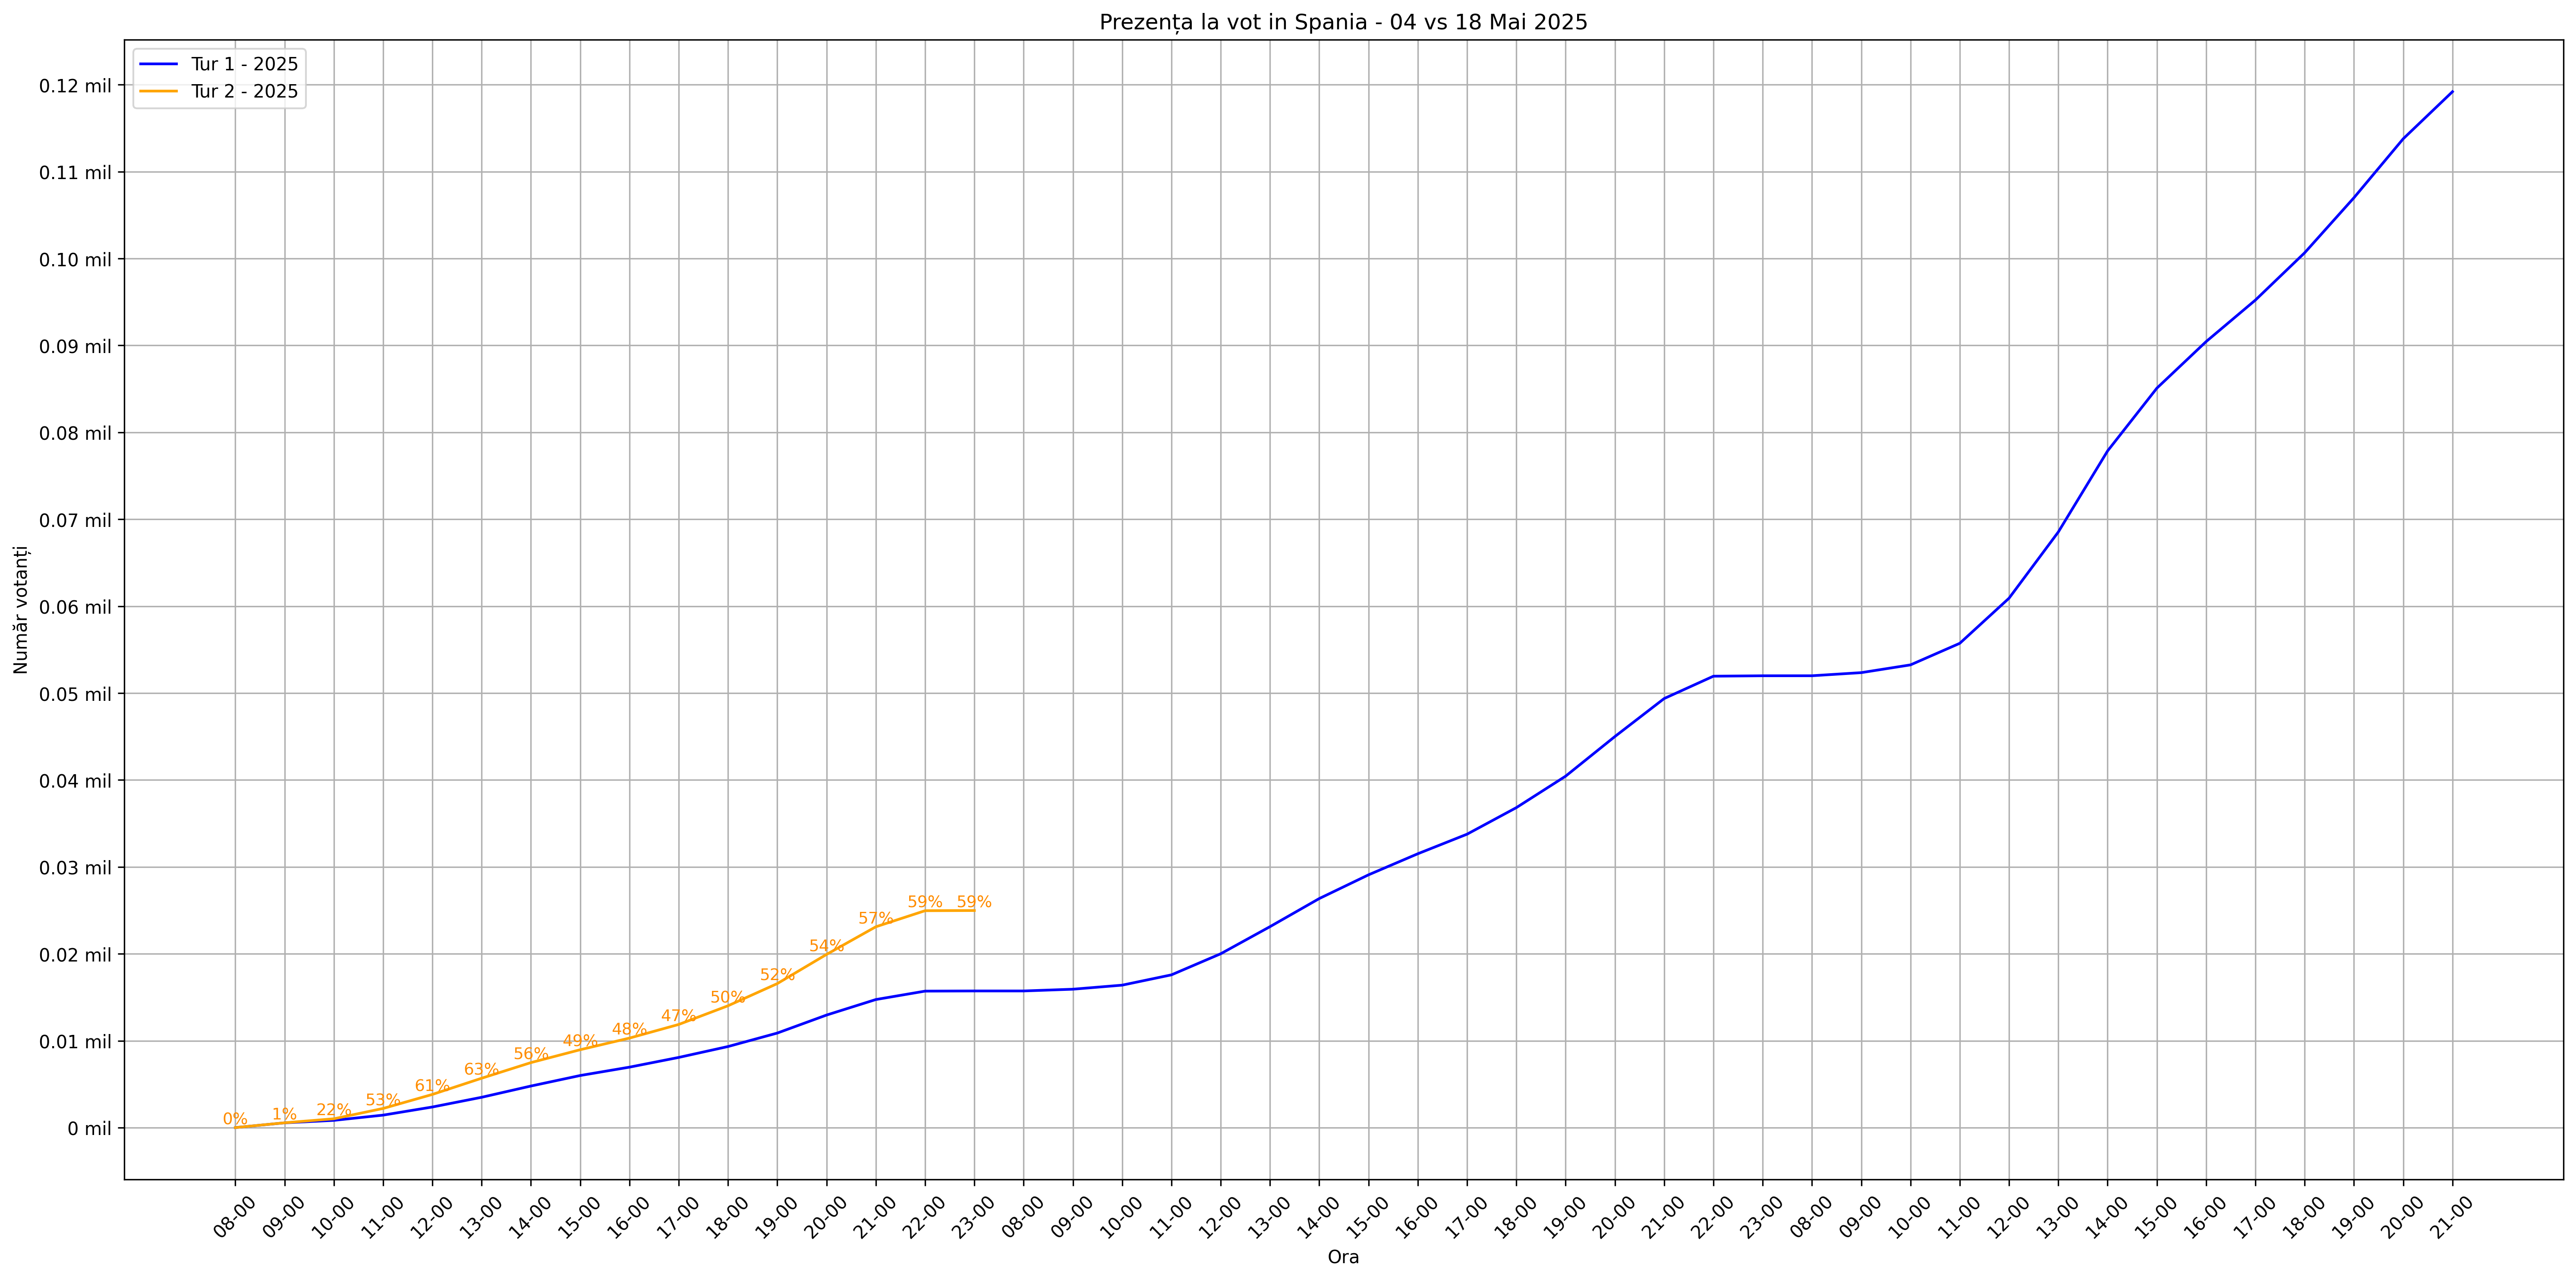 Prezența la vot in Spania - 04 vs 18 Mai 2025
Tur 1 - 2025
Tur 2 - 2025
Număr votanți
0.12 mil
0.11 mil
0.10 mil
0.09 mil
0.08 mil
0.07 mil
0.06 mil
0.05 mil
0.04 mil
0.03 mil
0.02 mil
0.01 mil
0 mil
0% 1% 22% 53% 61% 63% 56% 49% 48% 47% 50% 52% 54% 57% 59% 59%
08-00 09-00 10-00 11-00 12-00 13-00 14-00 15-00 16-00 17-00 18-00 19-00 20-00 21-00 22-00 23-00 08-00 09-00 10-00 11-00 12-00 13-00 14-00 15-00 16-00 17-00 18-00 19-00 20-00 21-00 22-00 23-00 08-00 09-00 10-00 11-00 12-00 13-00 14-00 15-00 16-00 17-00 18-00 19-00 20-00 21-00
Ora